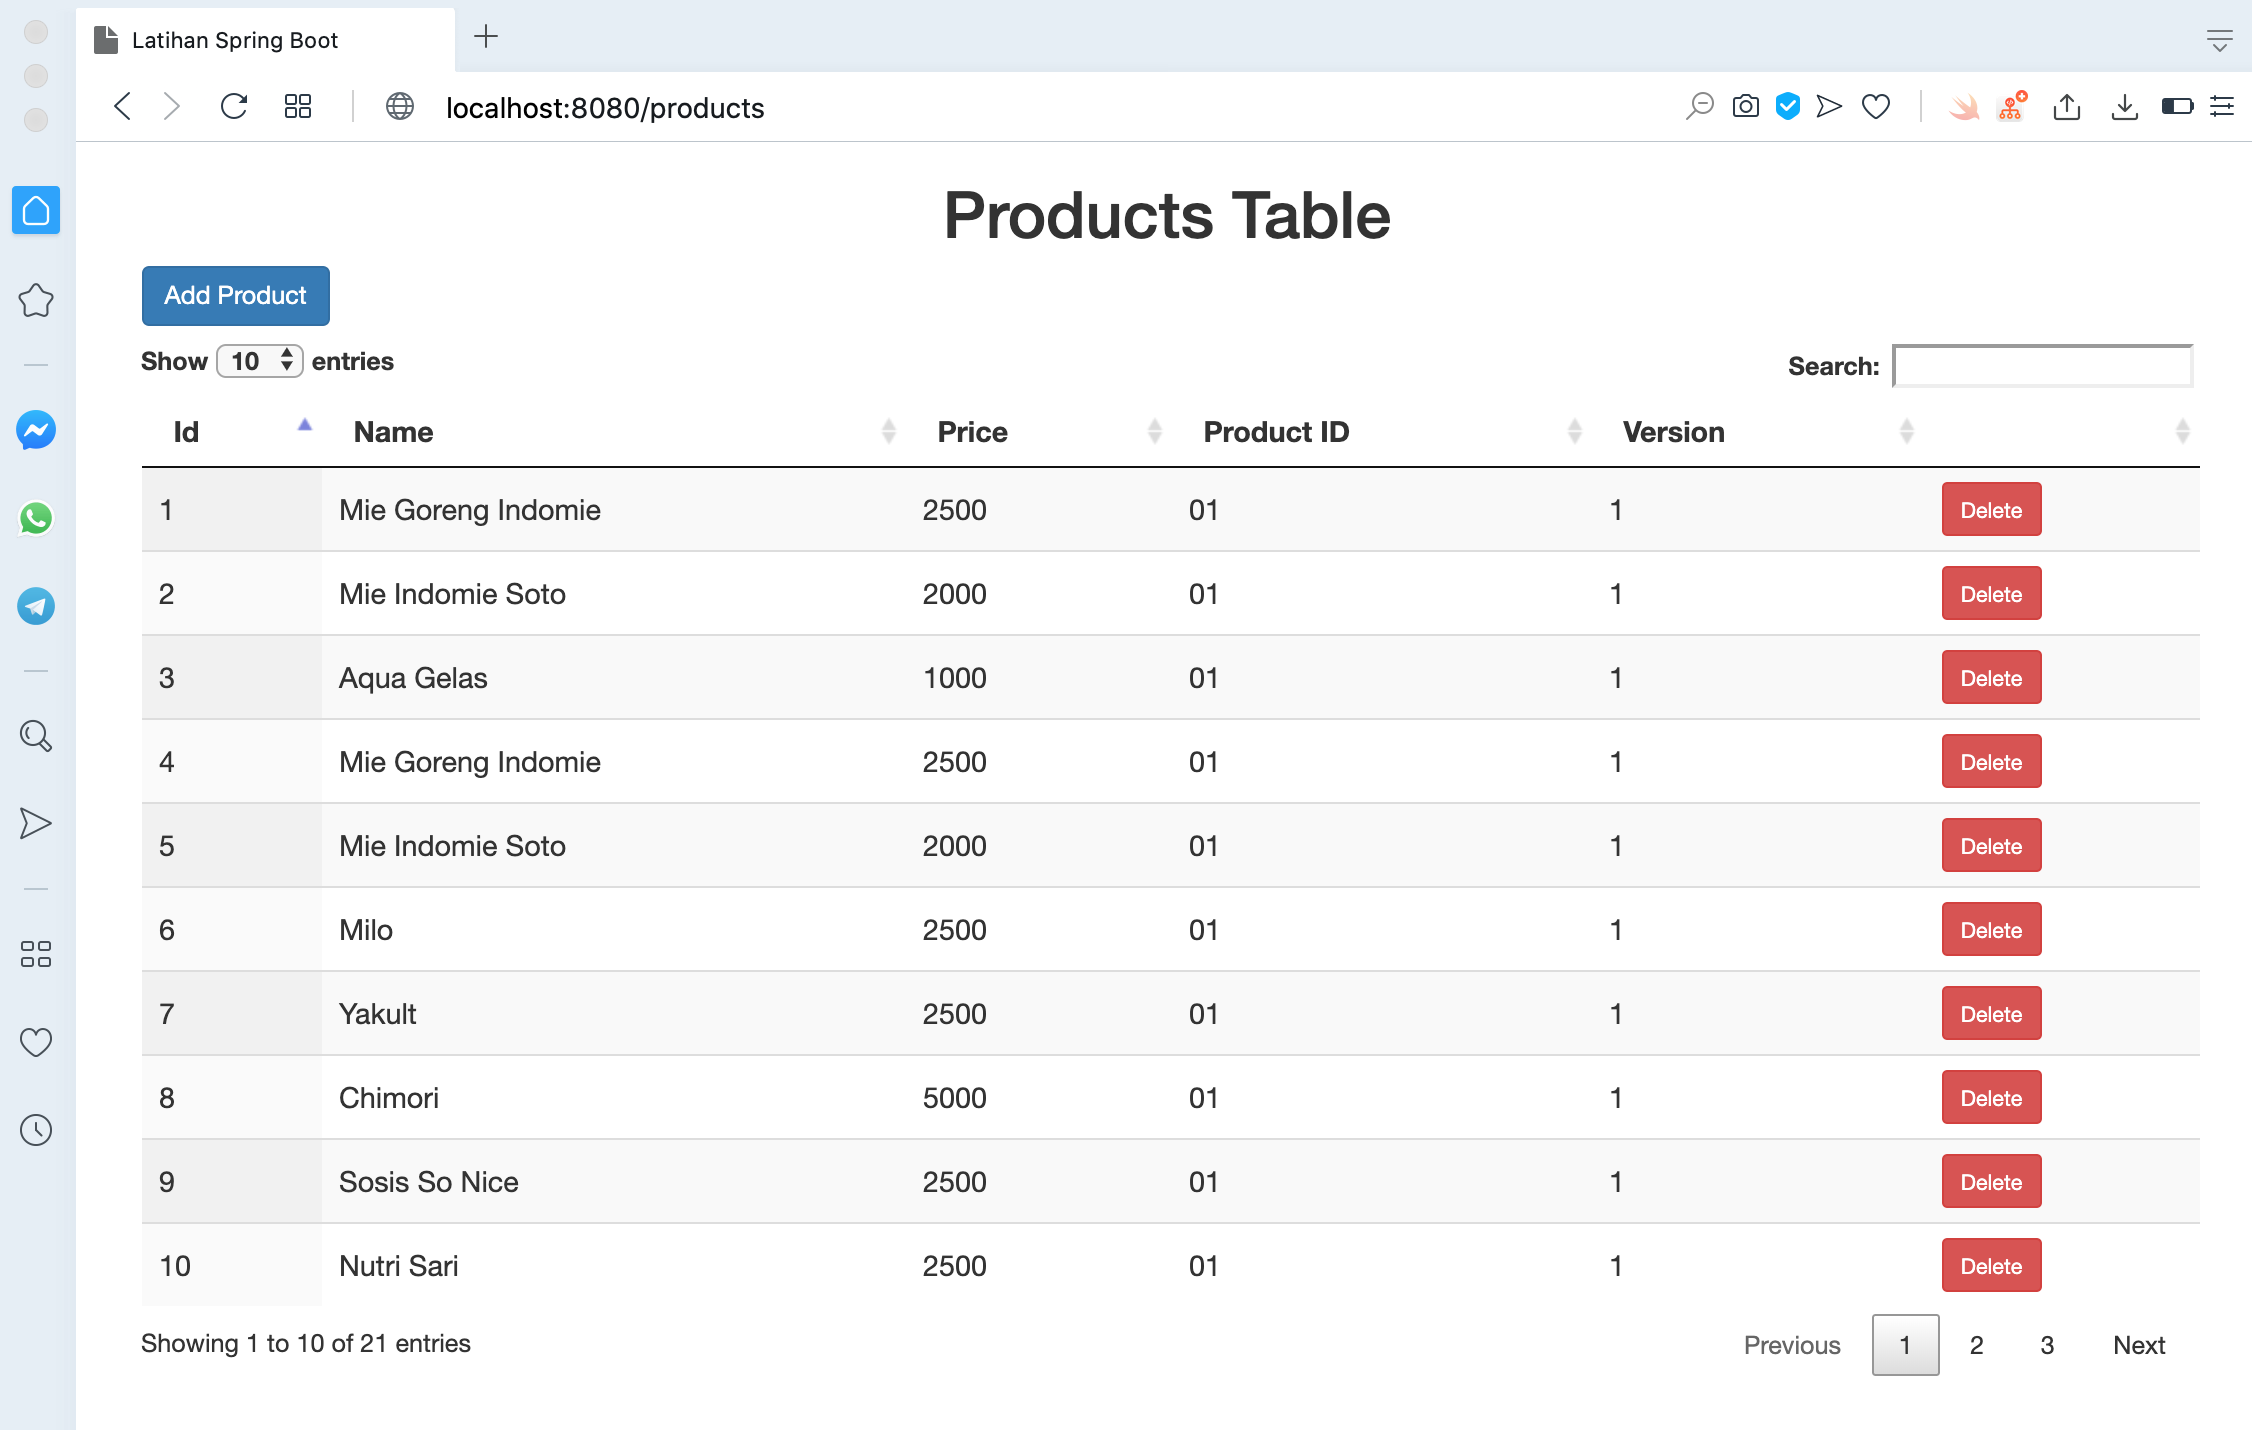 Latihan Spring Boot
localhost:8080/products
Products Table
Add Product
Show 10 entries
Search:
Id Name Price Product ID Version
1 Mie Goreng Indomie 2500 01 1 Delete
2 Mie Indomie Soto 2000 01 1 Delete
3 Aqua Gelas 1000 01 1 Delete
4 Mie Goreng Indomie 2500 01 1 Delete
5 Mie Indomie Soto 2000 01 1 Delete
6 Milo 2500 01 1 Delete
7 Yakult 2500 01 1 Delete
8 Chimori 5000 01 1 Delete
9 Sosis So Nice 2500 01 1 Delete
10 Nutri Sari 2500 01 1 Delete
Showing 1 to 10 of 21 entries
Previous 1 2 3 Next